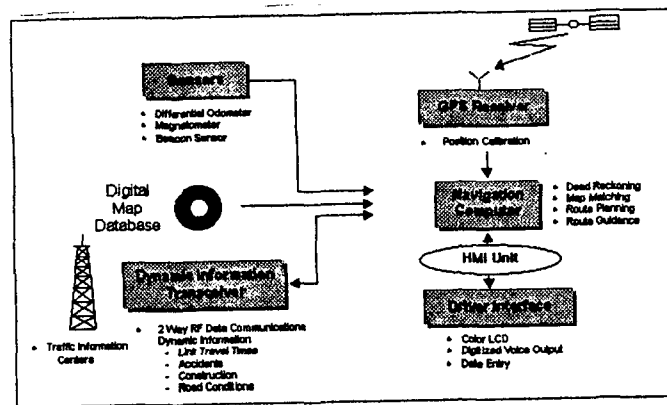 Sensors
Differential Odometer
Magnetometer
Beacon Sensor
Digital
Map
Database
Dynamic Information
Transceiver
2 Way RF Data Communications
Dynamic Information
- Link Travel Times
- Accidents
- Construction
- Road Conditions
Traffic Information
Centers
GPS Receiver
Position Calibration
Navigation
Computer
Dead Reckoning
Map Matching
Route Planning
Route Guidance
HMI Unit
Driver Interface
Color LCD
Digitized Voice Output
Data Entry